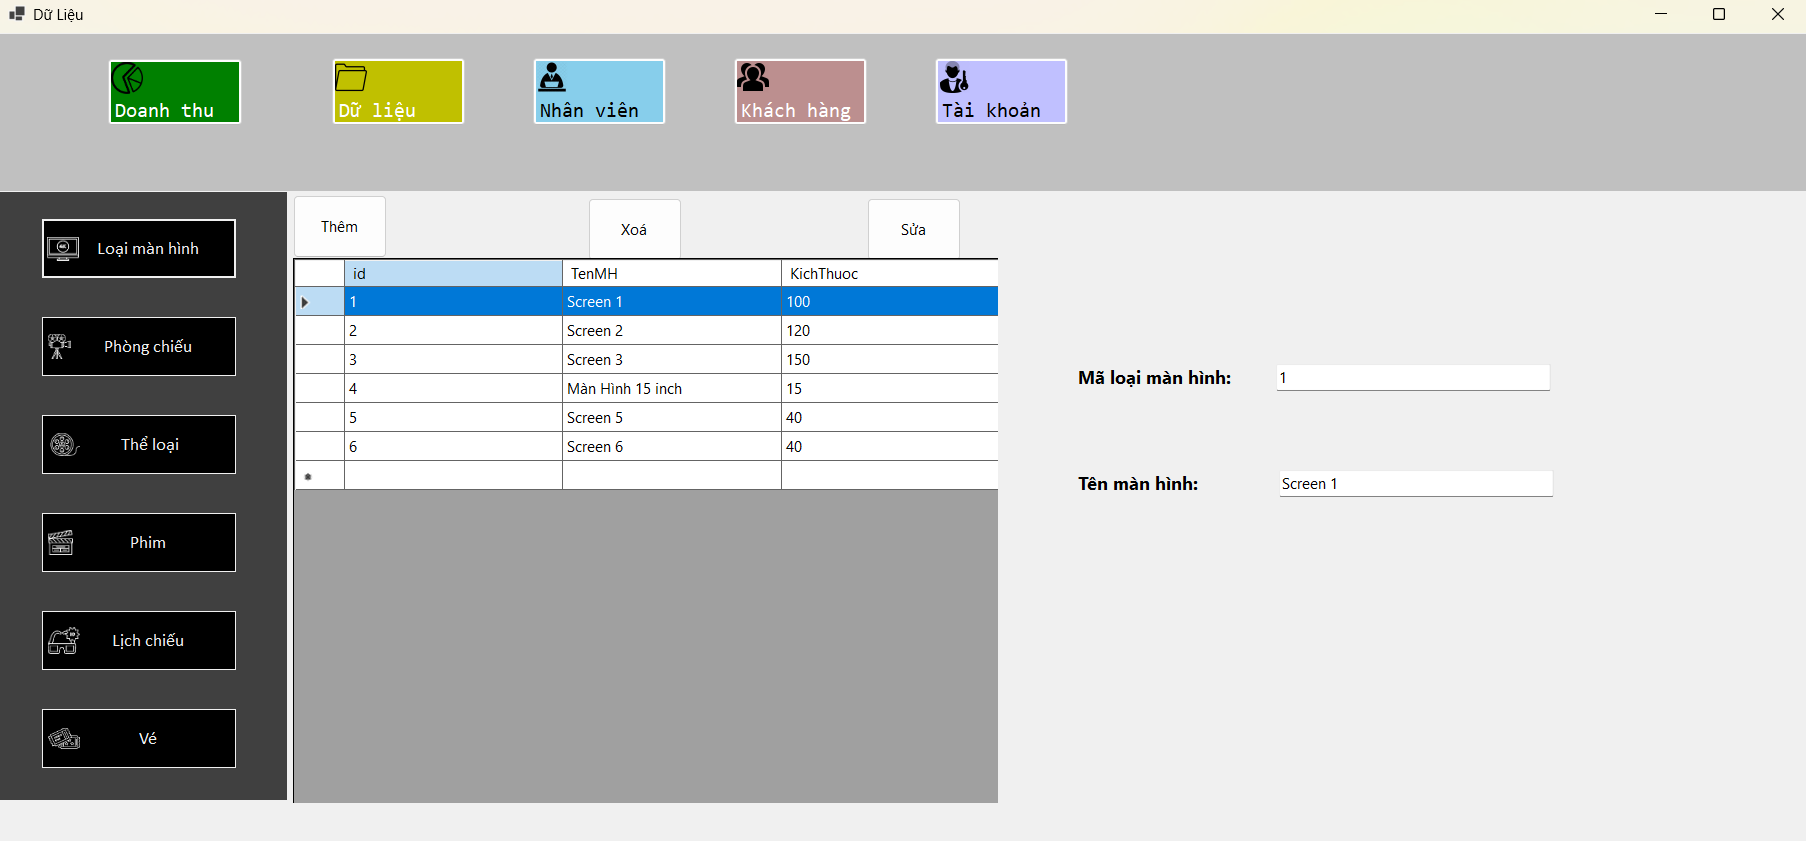 Dữ Liệu
Doanh thu
Dữ liệu
Nhân viên
Khách hàng
Tài khoản
Loại màn hình
Phòng chiếu
Thể loại
Phim
Lịch chiếu
Vé
Thêm
Xoá
Sửa
id TenMH KichThuoc
1 Screen 1 100
2 Screen 2 120
3 Screen 3 150
4 Màn Hình 15 inch 15
5 Screen 5 40
6 Screen 6 40
Mã loại màn hình: 1
Tên màn hình: Screen 1